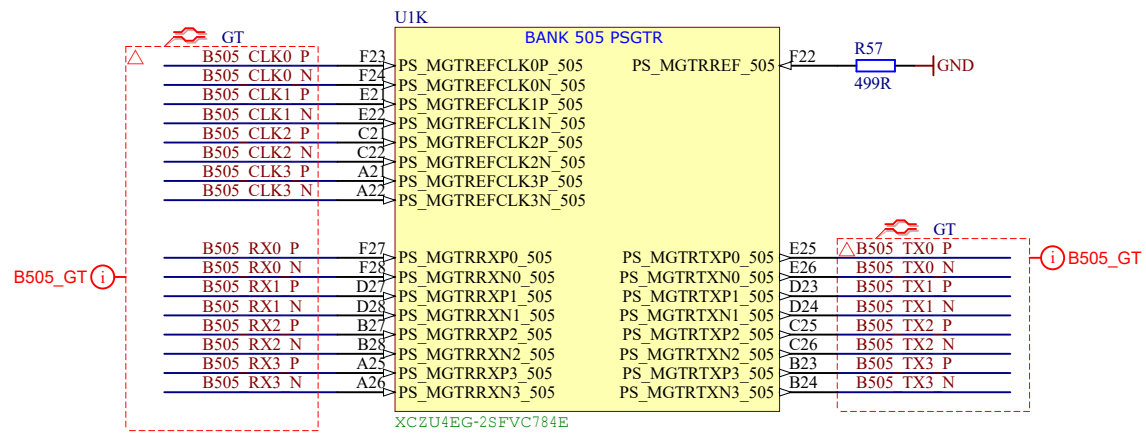 U1K
BANK 505 PSGTR
GT
B505_CLK0_P F23 PS_MGTREFCLK0P_505 PS_MGTRREF_505 F22 R57 499R GND
B505_CLK0_N F24 PS_MGTREFCLK0N_505
B505_CLK1_P E21 PS_MGTREFCLK1P_505
B505_CLK1_N E22 PS_MGTREFCLK1N_505
B505_CLK2_P C21 PS_MGTREFCLK2P_505
B505_CLK2_N C22 PS_MGTREFCLK2N_505
B505_CLK3_P A21 PS_MGTREFCLK3P_505
B505_CLK3_N A22 PS_MGTREFCLK3N_505
GT
B505_RX0_P F27 PS_MGTRRXP0_505 PS_MGTRTXP0_505 E25 B505_TX0_P
B505_GT i B505_RX0_N F28 PS_MGTRRXN0_505 PS_MGTRTXN0_505 E26 B505_TX0_N i B505_GT
B505_RX1_P D27 PS_MGTRRXP1_505 PS_MGTRTXP1_505 D23 B505_TX1_P
B505_RX1_N D28 PS_MGTRRXN1_505 PS_MGTRTXN1_505 D24 B505_TX1_N
B505_RX2_P B27 PS_MGTRRXP2_505 PS_MGTRTXP2_505 C25 B505_TX2_P
B505_RX2_N B28 PS_MGTRRXN2_505 PS_MGTRTXN2_505 C26 B505_TX2_N
B505_RX3_P A25 PS_MGTRRXP3_505 PS_MGTRTXP3_505 B23 B505_TX3_P
B505_RX3_N A26 PS_MGTRRXN3_505 PS_MGTRTXN3_505 B24 B505_TX3_N
XCZU4EG-2SFVC784E